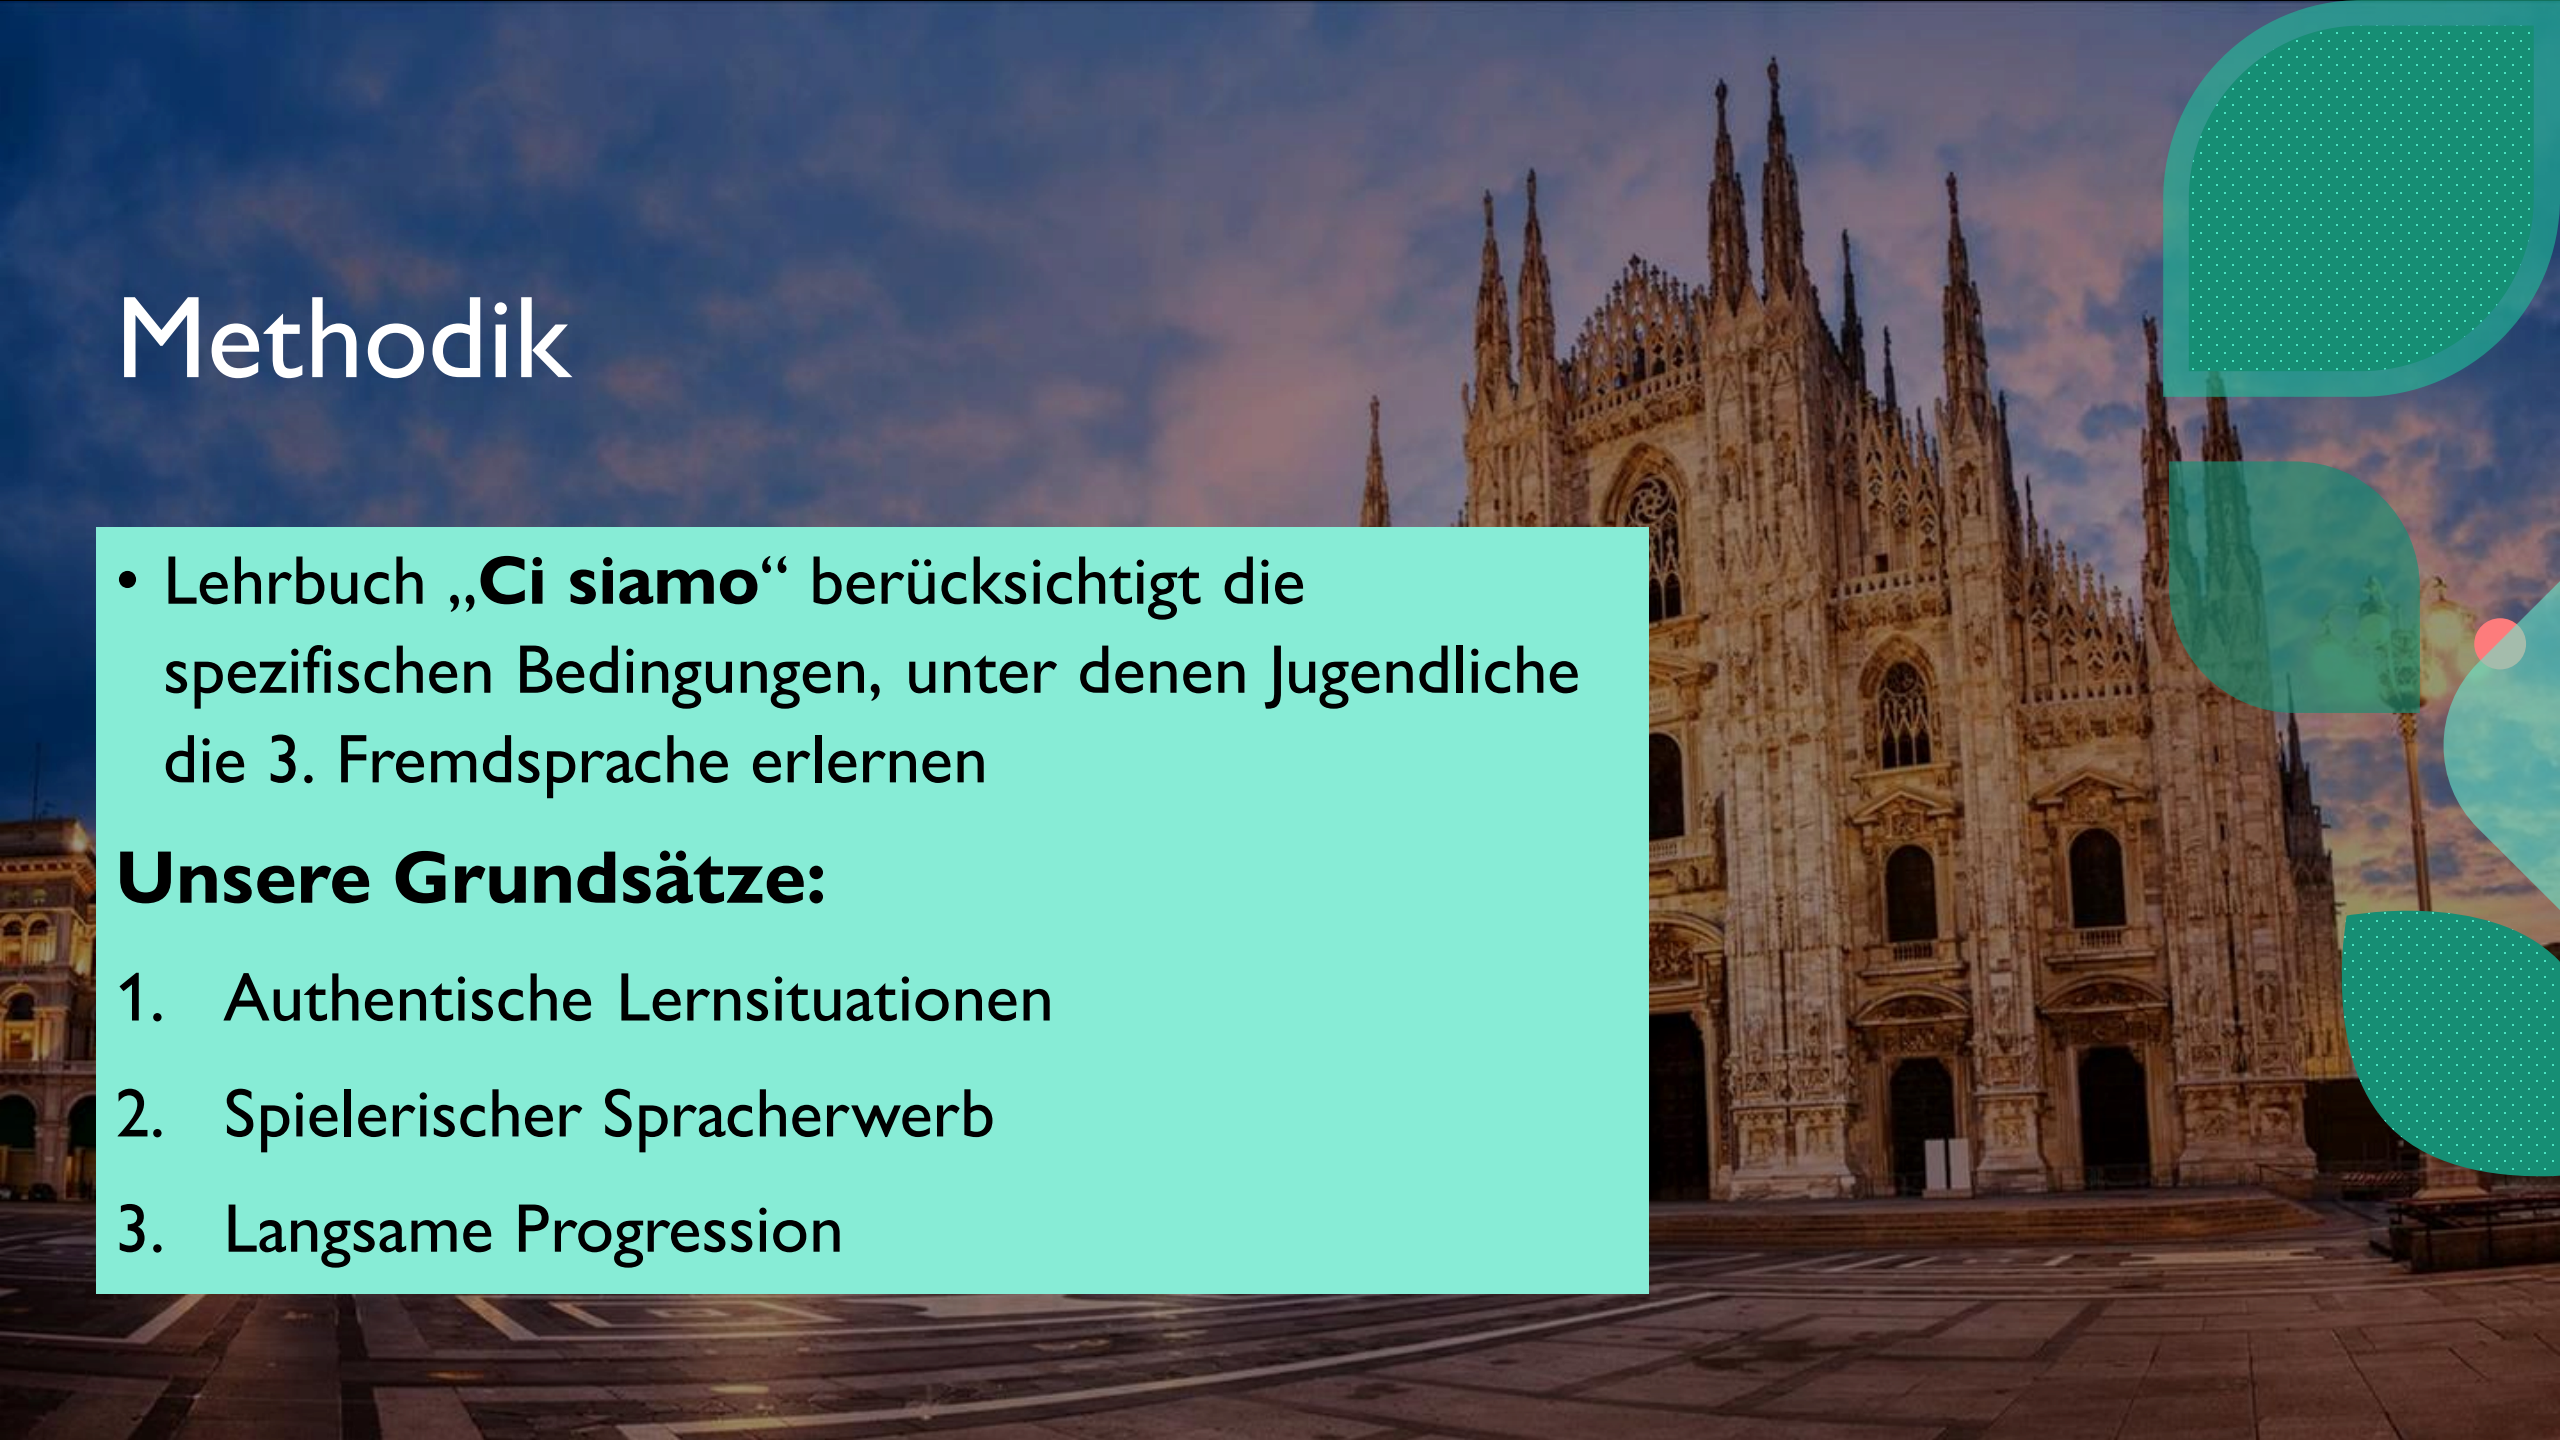 Methodik
• Lehrbuch „Ci siamo“ berücksichtigt die
spezifischen Bedingungen, unter denen Jugendliche
die 3. Fremdsprache erlernen
Unsere Grundsätze:
1. Authentische Lernsituationen
2. Spielerischer Spracherwerb
3. Langsame Progression